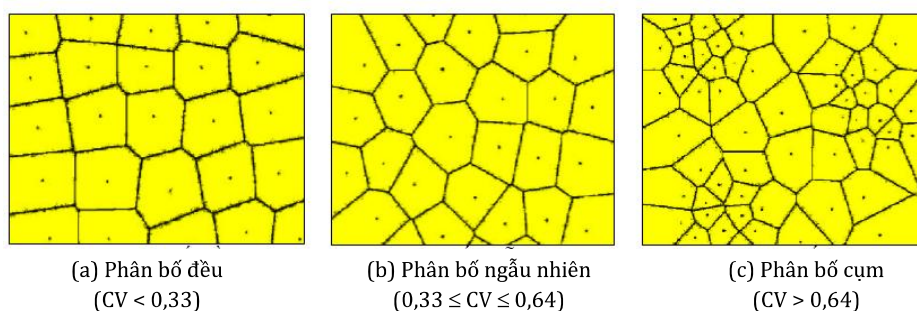 (a) Phân bố đều
(CV < 0,33)
(b) Phân bố ngẫu nhiên
(0,33 ≤ CV ≤ 0,64)
(c) Phân bố cụm
(CV > 0,64)